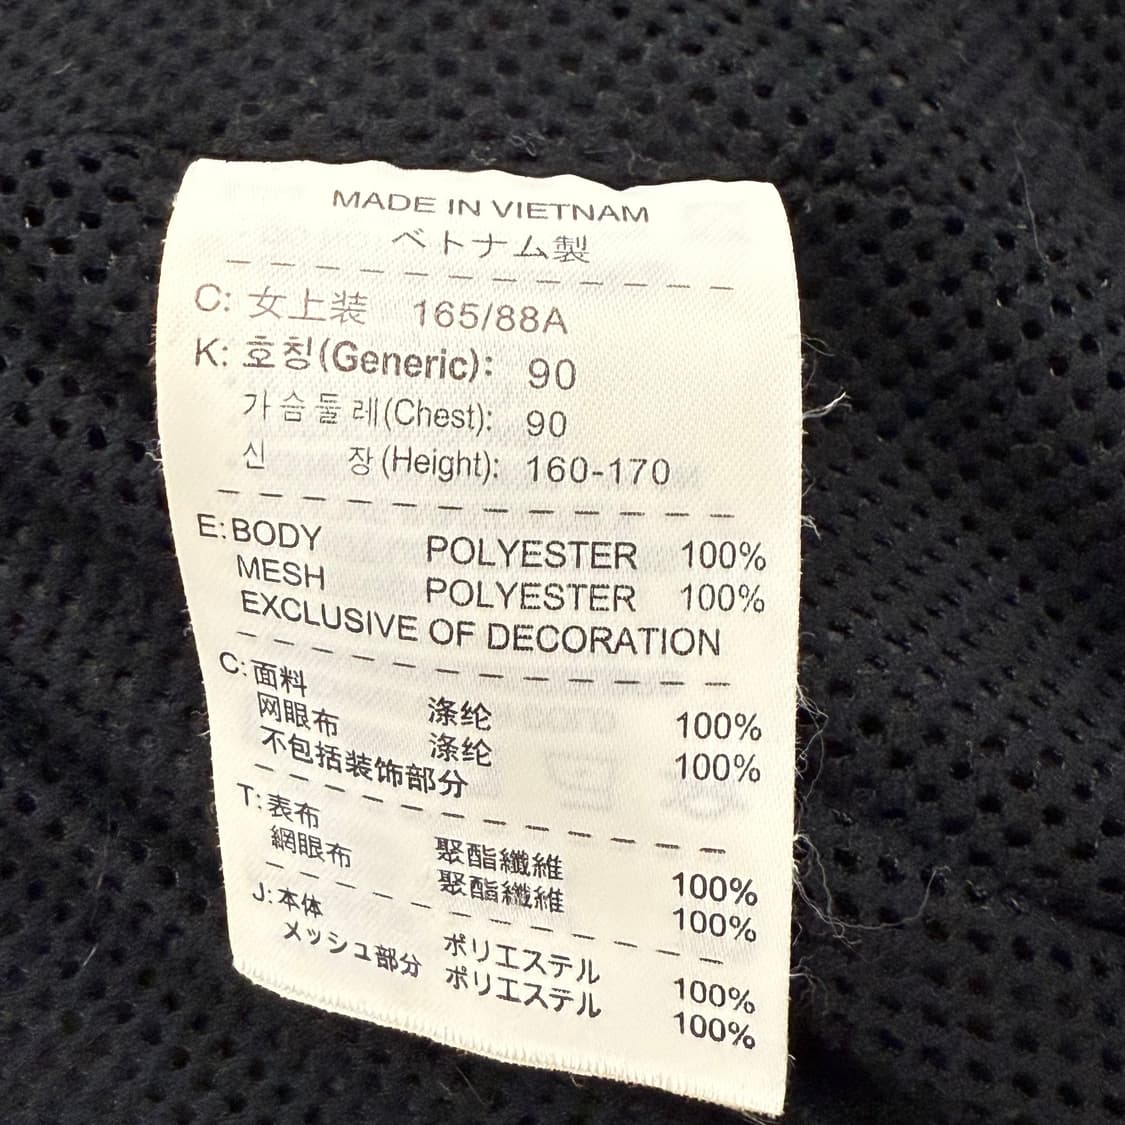 MADE IN VIETNAM
ベトナム製
C: 女上装 165/88A
K: 호칭(Generic): 90
가슴둘레(Chest): 90
신 장(Height): 160-170
E: BODY POLYESTER 100%
MESH POLYESTER 100%
EXCLUSIVE OF DECORATION
C: 面料 涤纶 100%
网眼布 涤纶 100%
不包括装饰部分
T: 表布 聚酯纖維 100%
網眼布 聚酯纖維 100%
J: 本体 ポリエステル 100%
メッシュ部分 ポリエステル 100%